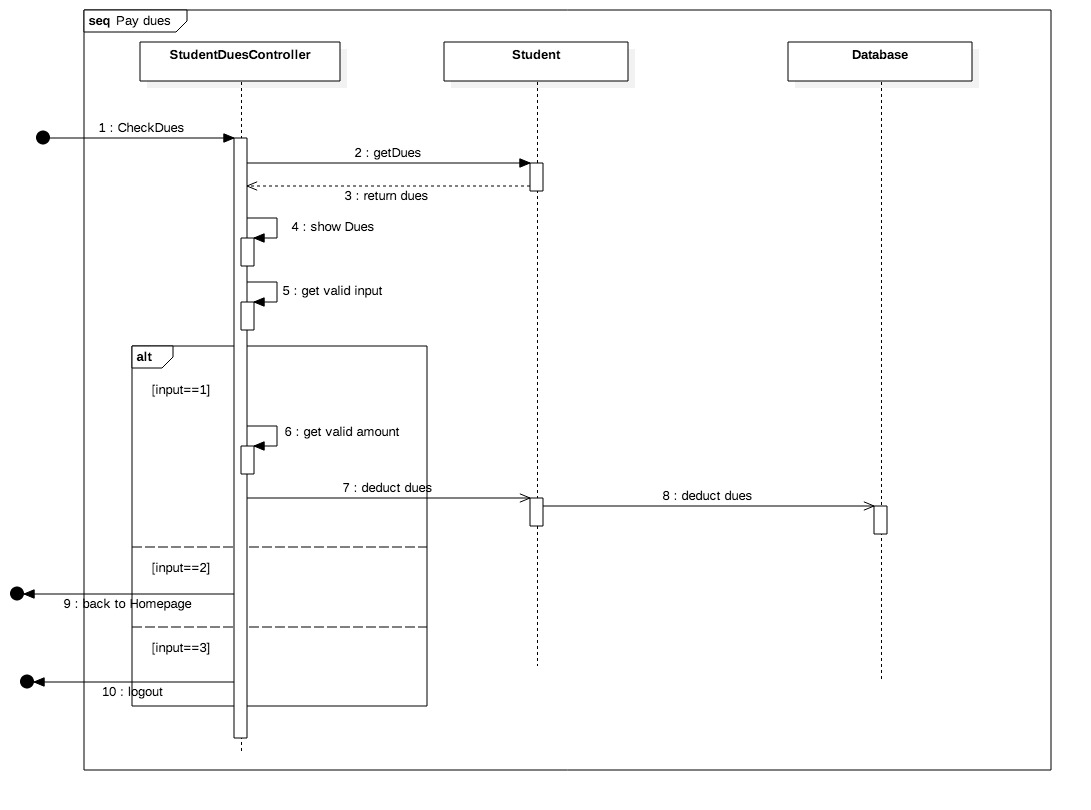 seq Pay dues
StudentDuesController
Student
Database
1 : CheckDues
2 : getDues
3 : return dues
4 : show Dues
5 : get valid input
alt
[input==1]
6 : get valid amount
7 : deduct dues
8 : deduct dues
[input==2]
9 : back to Homepage
[input==3]
10 : logout